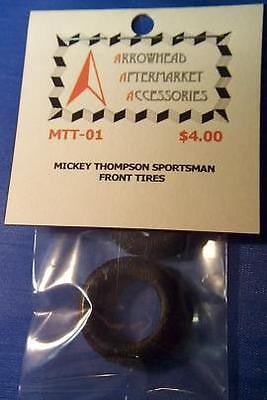 ARROWHEAD
AFTERMARKET
ACCESSORIES
MTT-01 $4.00
MICKEY THOMPSON SPORTSMAN
FRONT TIRES